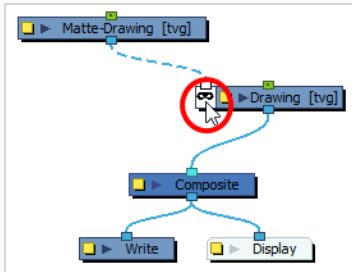 Matte-Drawing [tvg]
Drawing [tvg]
Composite
Write
Display